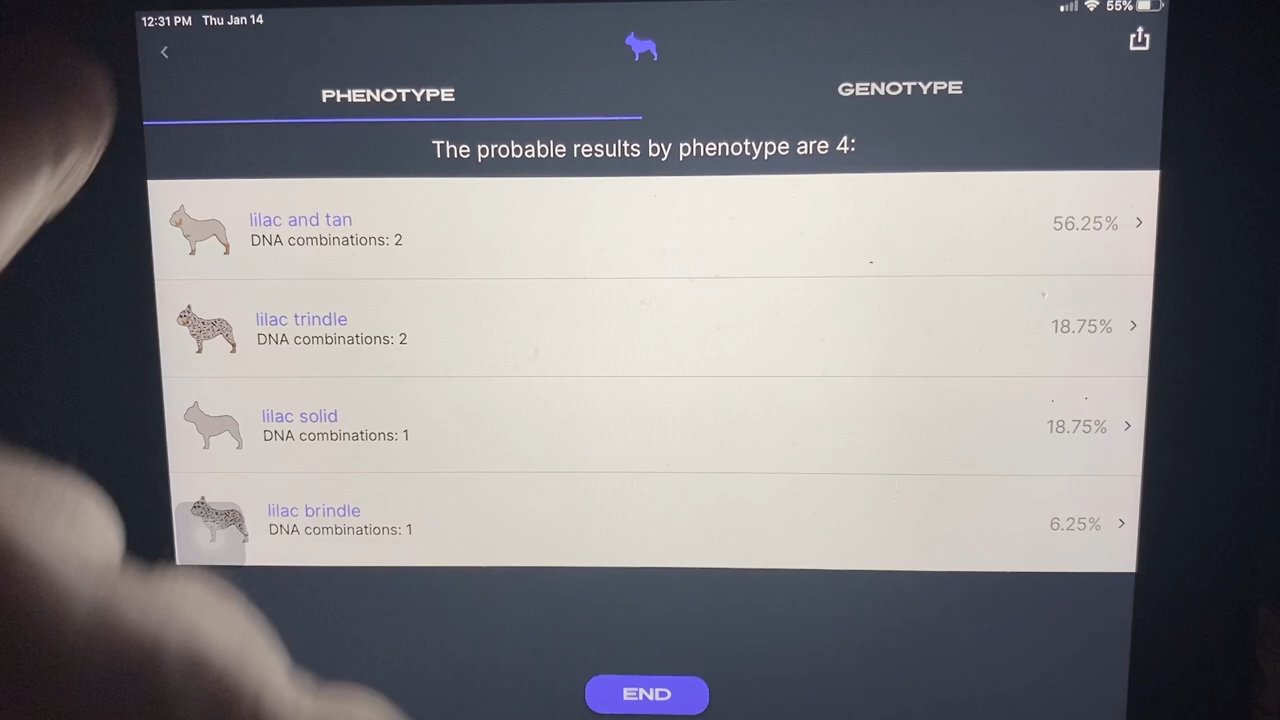 12:31 PM Thu Jan 14
55%
PHENOTYPE
GENOTYPE
The probable results by phenotype are 4:
lilac and tan
DNA combinations: 2
56.25%
lilac trindle
DNA combinations: 2
18.75%
lilac solid
DNA combinations: 1
18.75%
lilac brindle
DNA combinations: 1
6.25%
END